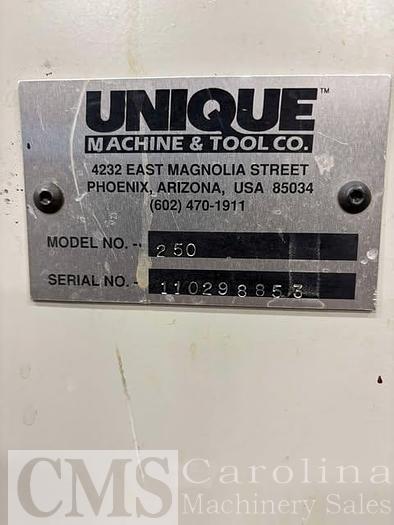 UNIQUE™
MACHINE & TOOL CO.
4232 EAST MAGNOLIA STREET
PHOENIX, ARIZONA, USA 85034
(602) 470-1911
MODEL NO. - 250
SERIAL NO. - 110298853
CMS Carolina
Machinery Sales